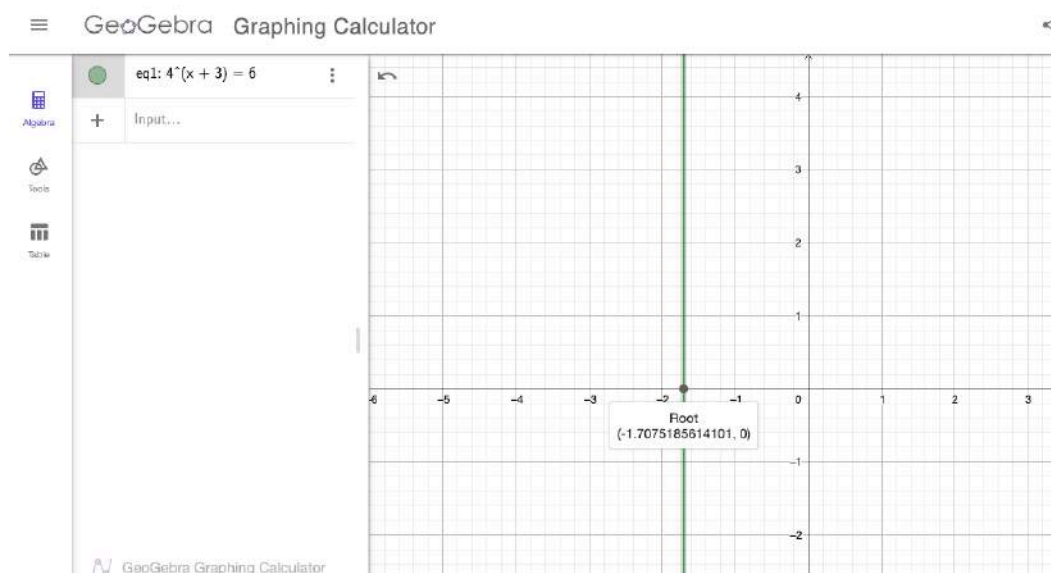 GeoGebra Graphing Calculator
eq1: 4^(x + 3) = 6
Algebra
+ Input...
Tools
Table
4
3
2
1
-6 -5 -4 -3 -2 -1 0 1 2 3
Root
(-1.7075185614101, 0)
-1
-2
GeoGebra Graphing Calculator